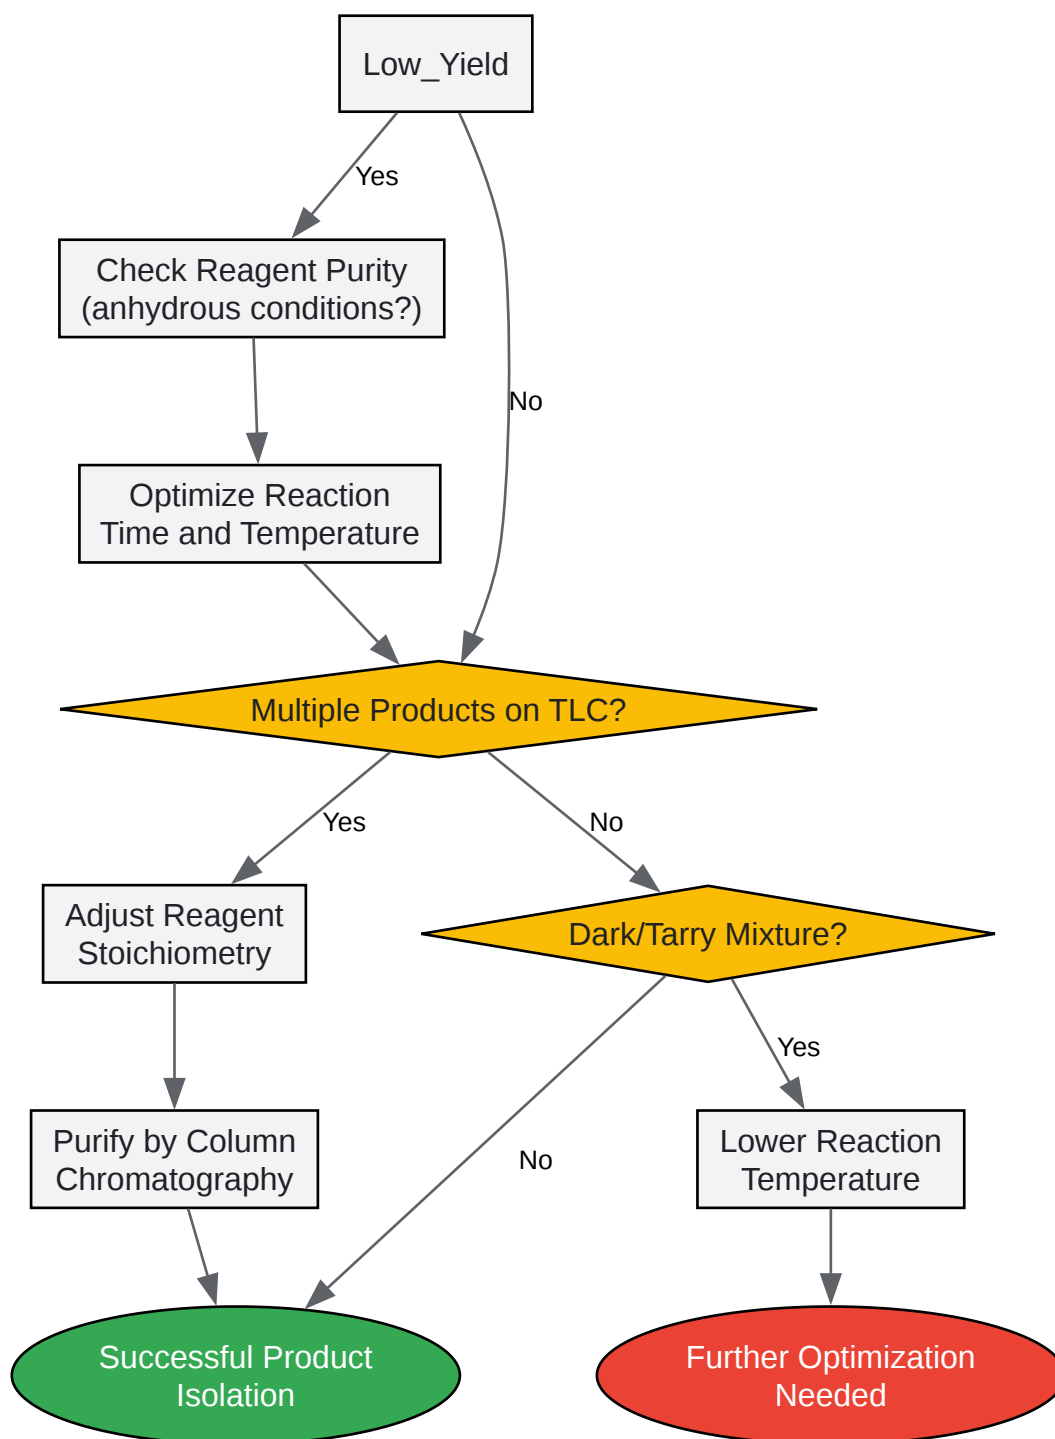 Low_Yield
Yes
Check Reagent Purity
(anhydrous conditions?)
No
Optimize Reaction
Time and Temperature
Multiple Products on TLC?
Yes
No
Adjust Reagent
Stoichiometry
Dark/Tarry Mixture?
Yes
Purify by Column
Chromatography
No
Lower Reaction
Temperature
Successful Product
Isolation
Further Optimization
Needed